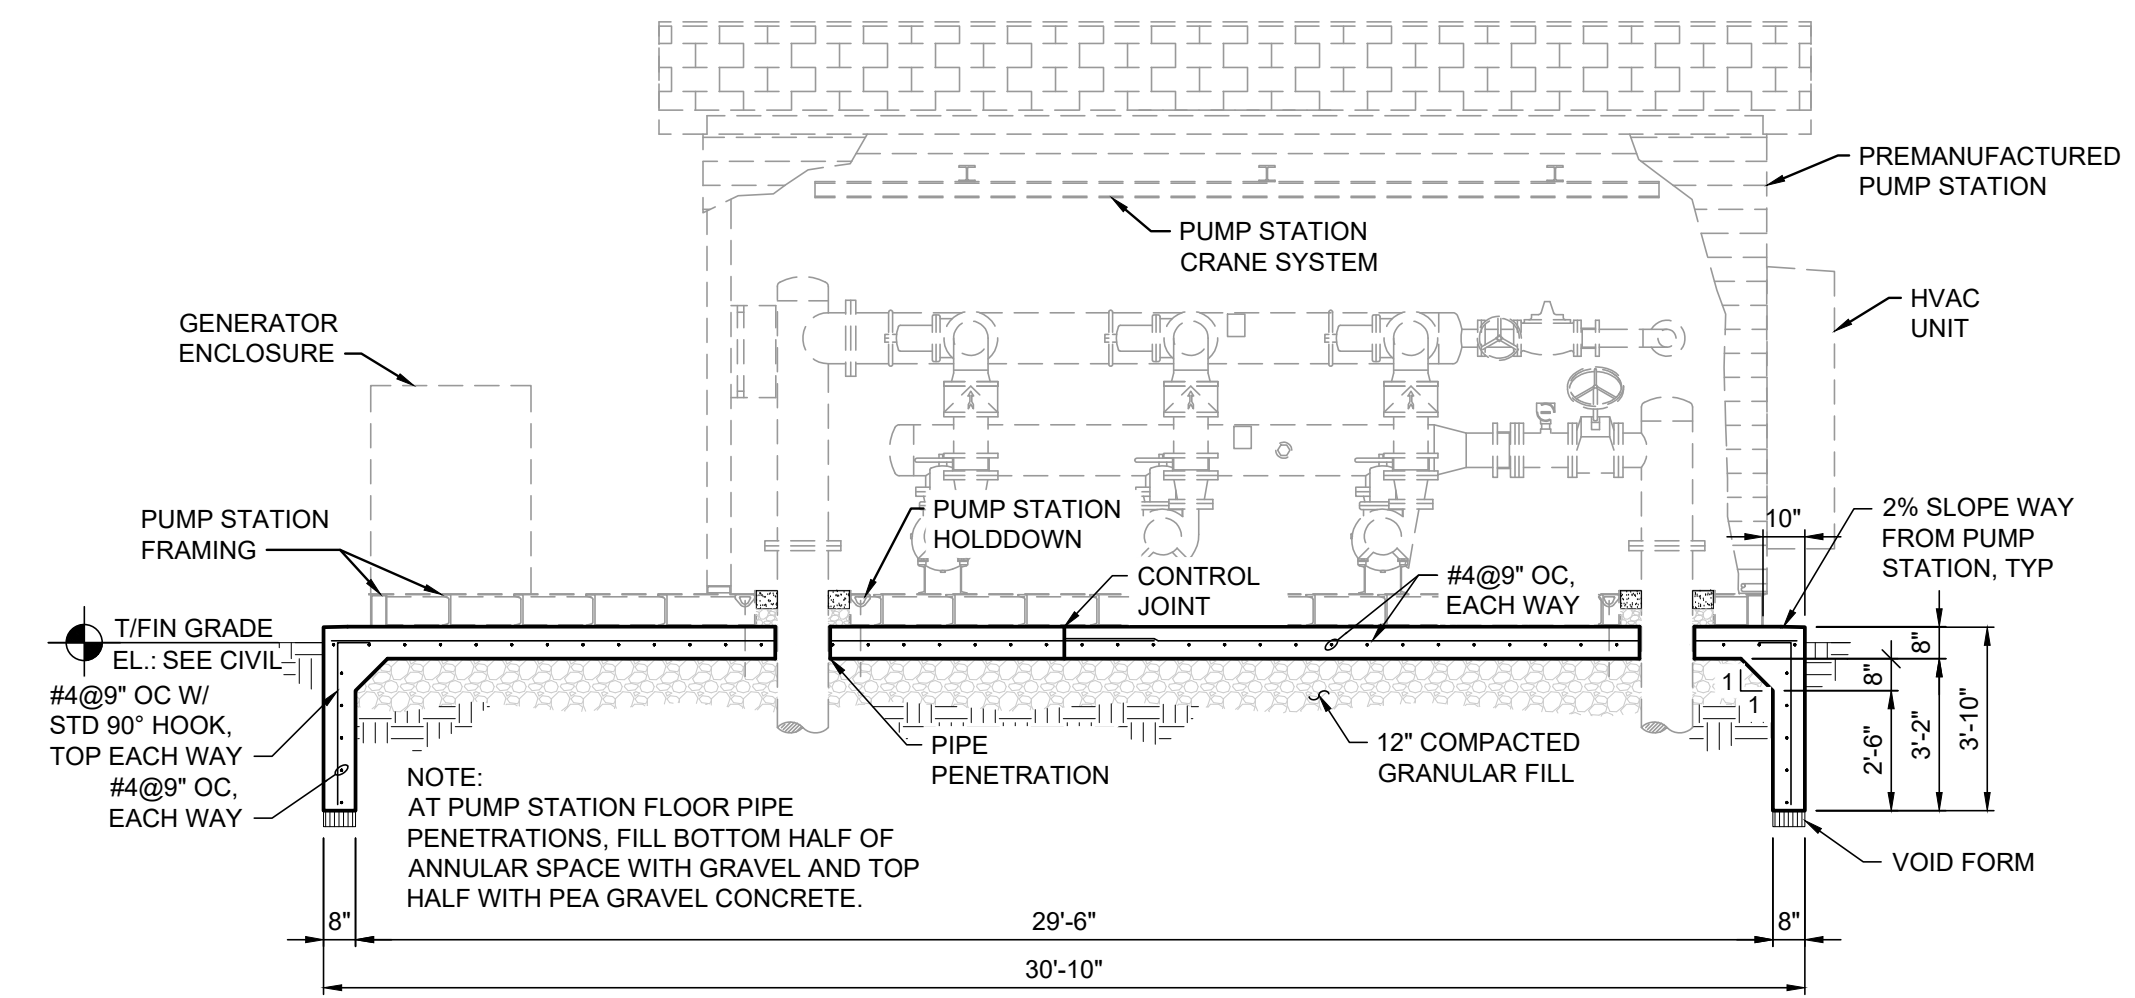 PREMANUFACTURED
PUMP STATION
PUMP STATION
CRANE SYSTEM
HVAC
UNIT
GENERATOR
ENCLOSURE
PUMP STATION
FRAMING
PUMP STATION
HOLDDOWN
10"
2% SLOPE WAY
FROM PUMP
STATION, TYP
CONTROL
JOINT
#4@9" OC,
EACH WAY
T/FIN GRADE
EL.: SEE CIVIL
#4@9" OC W/
STD 90° HOOK,
TOP EACH WAY
#4@9" OC,
EACH WAY
8"
8"
1
1
2'-6"
3'-2"
3'-10"
PIPE
PENETRATION
12" COMPACTED
GRANULAR FILL
NOTE:
AT PUMP STATION FLOOR PIPE
PENETRATIONS, FILL BOTTOM HALF OF
ANNULAR SPACE WITH GRAVEL AND TOP
HALF WITH PEA GRAVEL CONCRETE.
VOID FORM
8"
29'-6"
8"
30'-10"